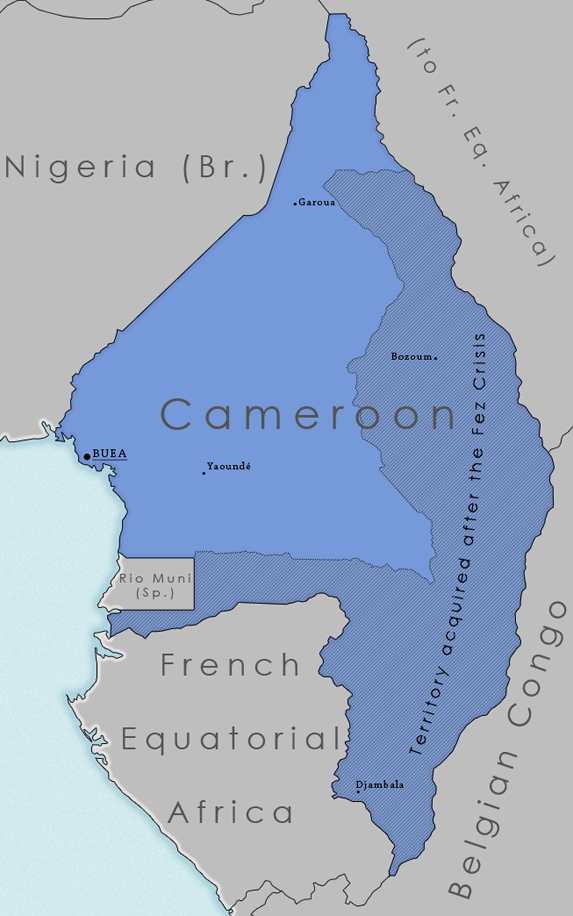 (to Fr. Eq. Africa)
Nigeria (Br.)
Garoua
Bozoum
Territory acquired after the Fez Crisis
Cameroon
BUEA
Yaoundé
Rio Muni
(Sp.)
French
Equatorial
Africa
Djambala
Belgian Congo